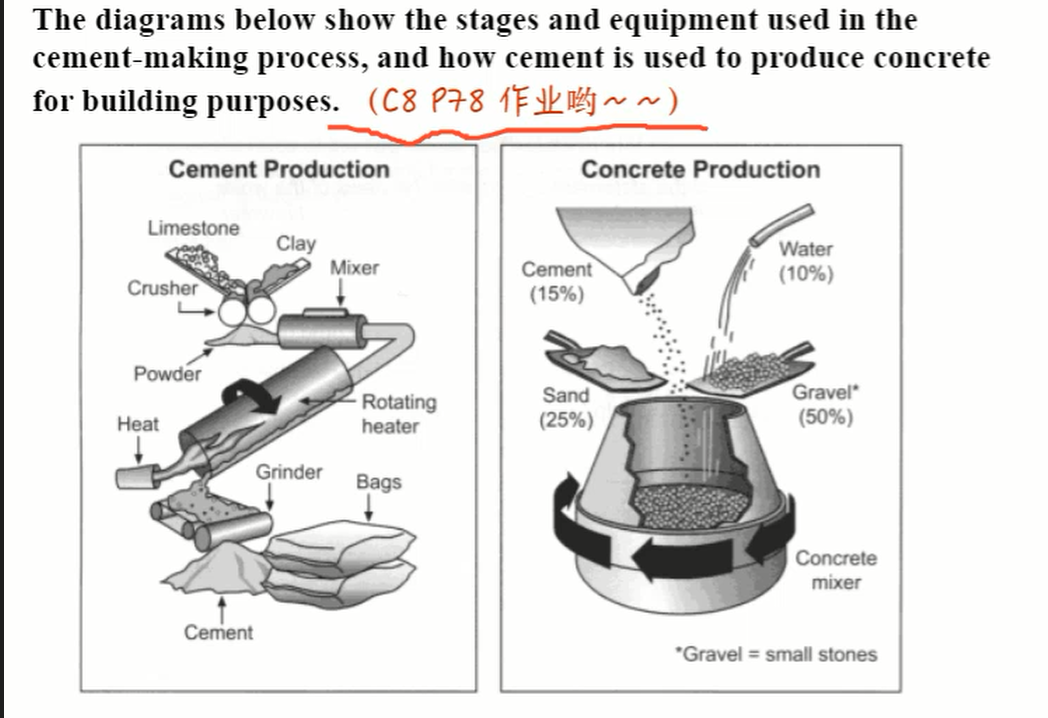 The diagrams below show the stages and equipment used in the
cement-making process, and how cement is used to produce concrete
for building purposes. (C8 P78 作业哟~~)
Cement Production
Limestone
Clay
Mixer
Crusher
Powder
Rotating
heater
Heat
Grinder
Bags
Cement
Concrete Production
Water
(10%)
Cement
(15%)
Sand
(25%)
Gravel*
(50%)
Concrete
mixer
*Gravel = small stones